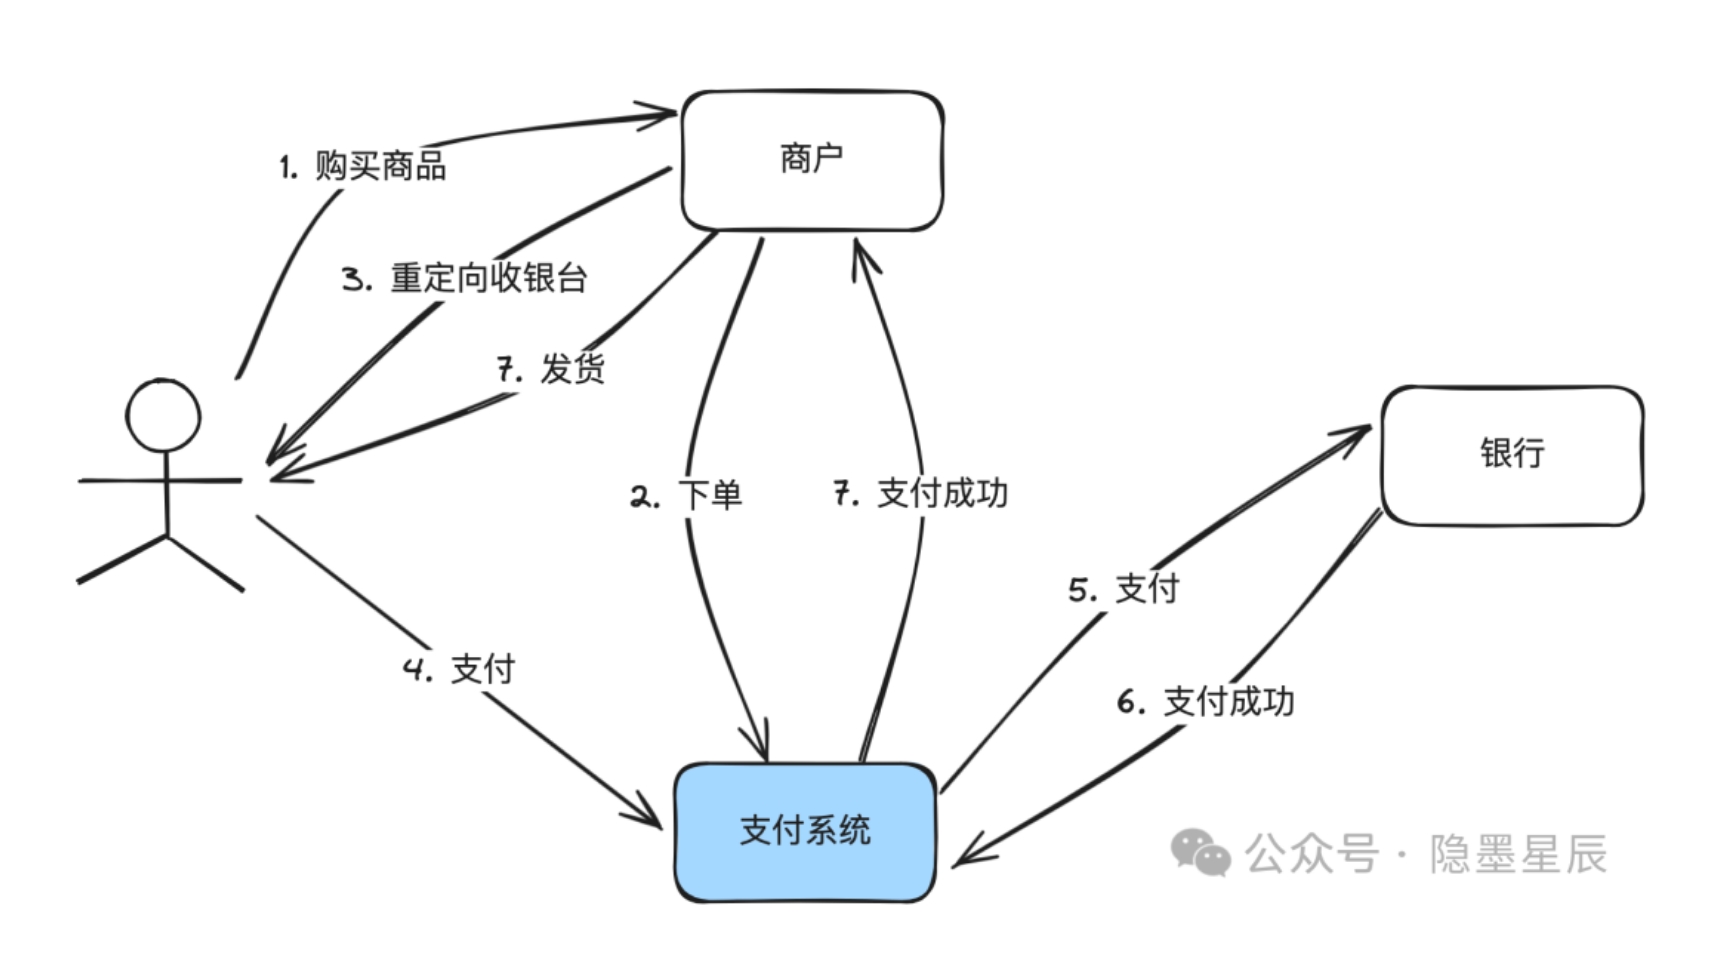 商户
1. 购买商品
3. 重定向收银台
7. 发货
2. 下单
7. 支付成功
银行
5. 支付
4. 支付
6. 支付成功
支付系统
公众号 · 隐墨星辰